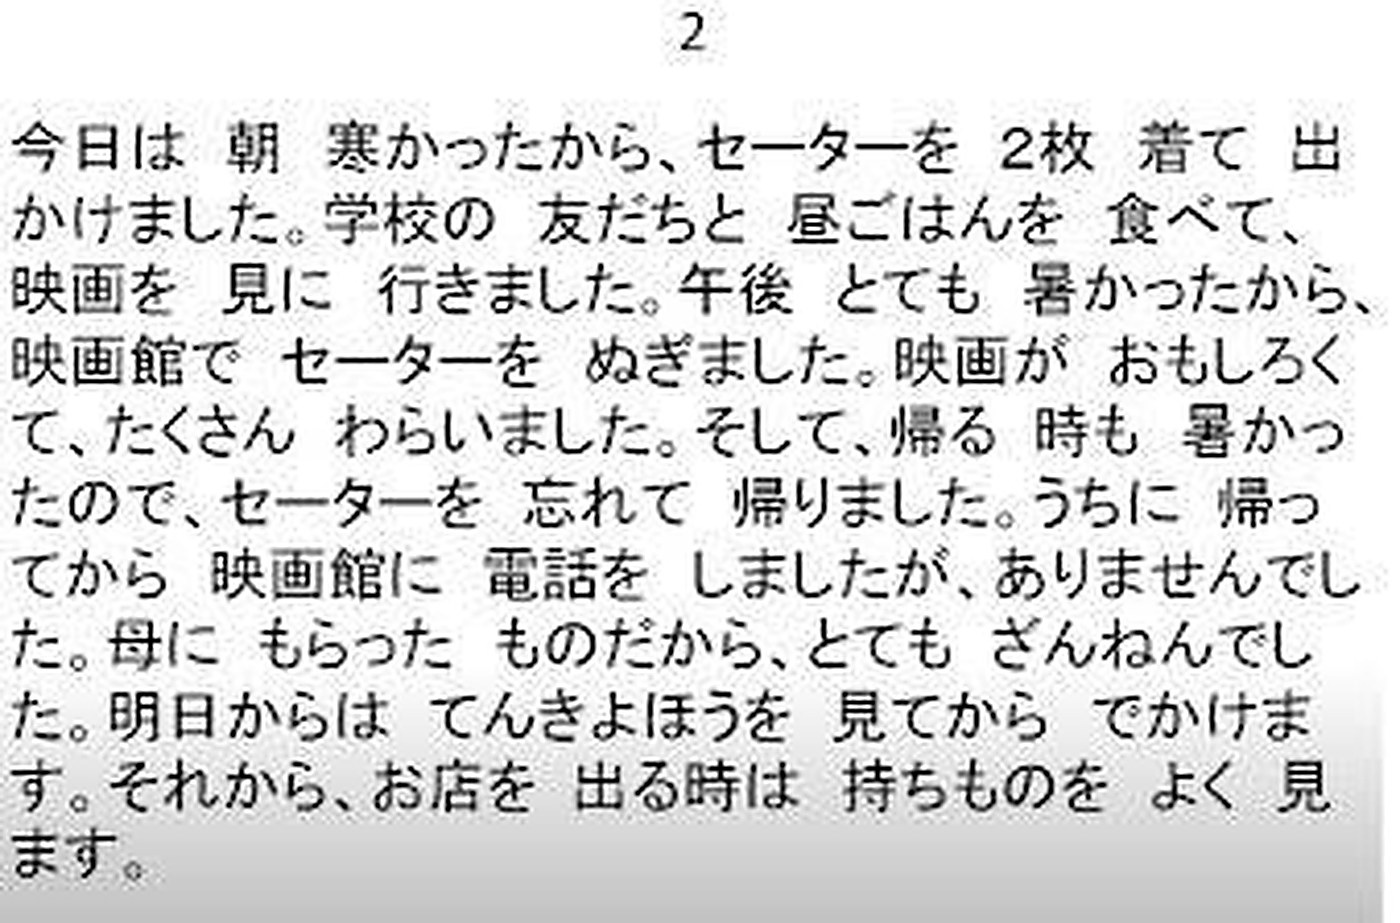 2
今日は 朝 寒かったから、セーターを 2枚 着て 出
かけました。学校の 友だちと 昼ごはんを 食べて、
映画を 見に 行きました。午後 とても 暑かったから、
映画館で セーターを ぬぎました。映画が おもしろく
て、たくさん わらいました。そして、帰る 時も 暑かっ
たので、セーターを 忘れて 帰りました。うちに 帰っ
てから 映画館に 電話を しましたが、ありませんでし
た。母に もらった ものだから、とても ざんねんでし
た。明日からは てんきよほうを 見てから でかけま
す。それから、お店を 出る時は 持ちものを よく 見
ます。